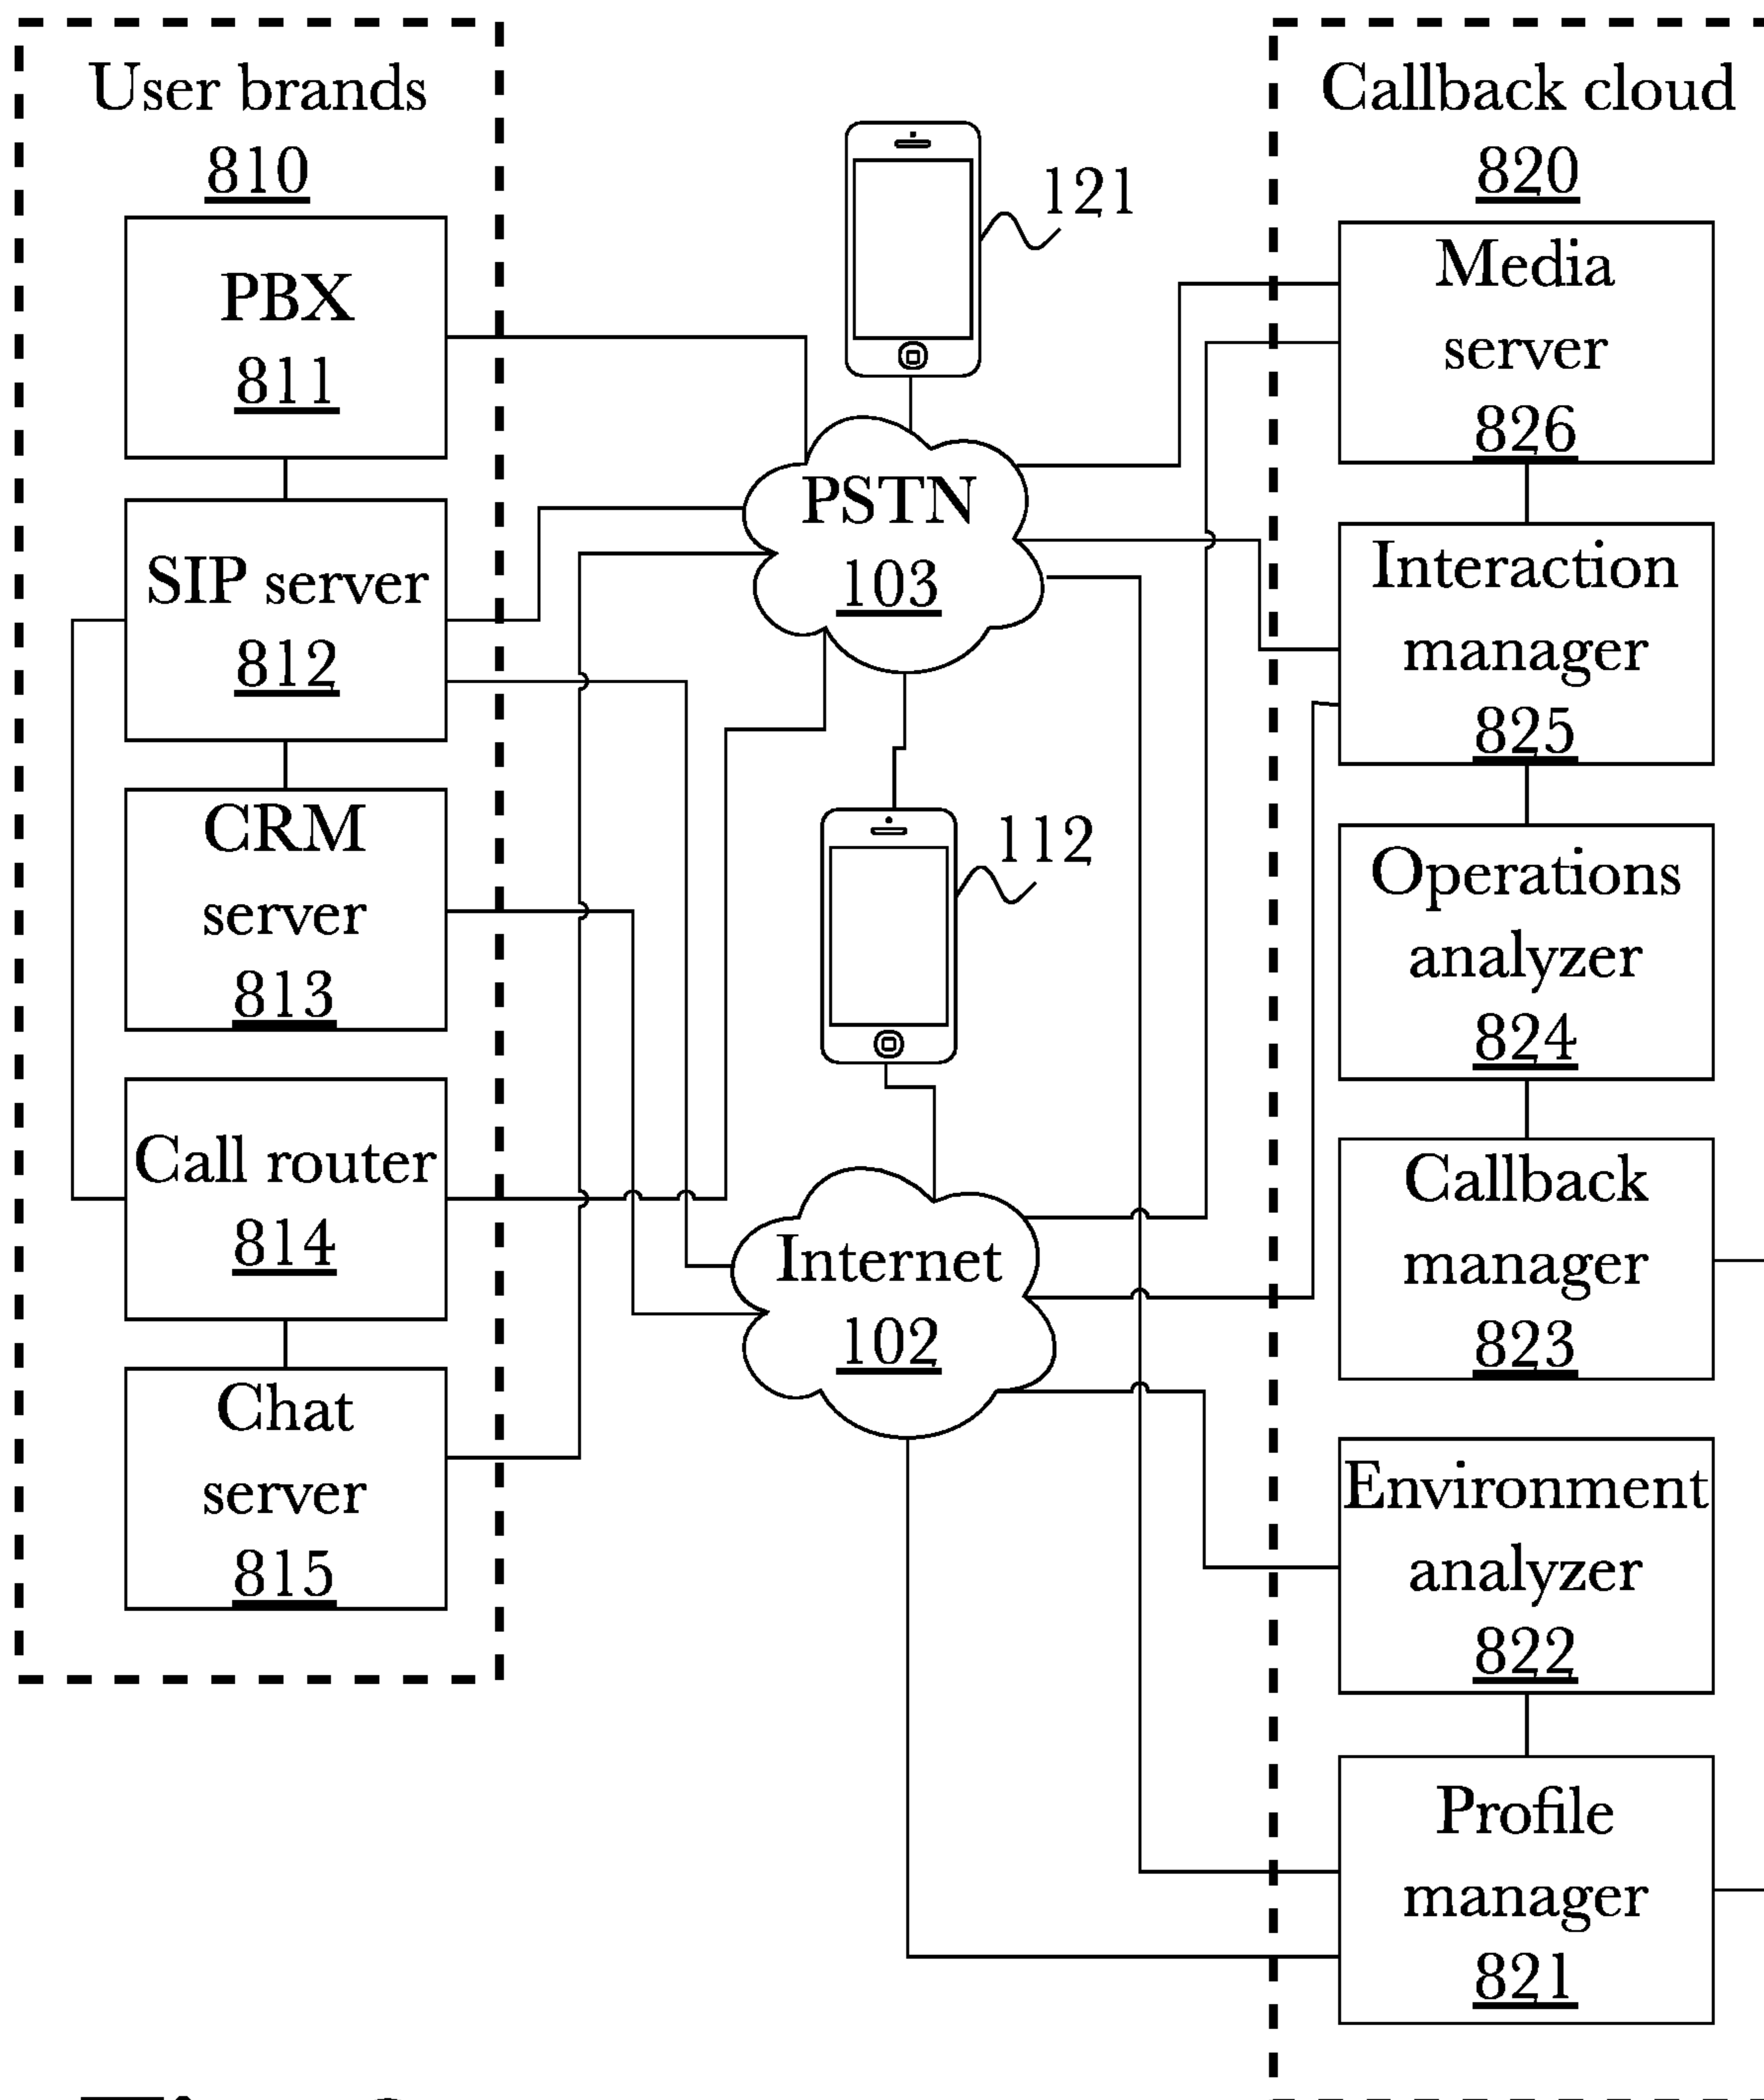 User brands
810
PBX
811
SIP server
812
CRM
server
813
Call router
814
Chat
server
815
121
PSTN
103
112
Internet
102
Callback cloud
820
Media
server
826
Interaction
manager
825
Operations
analyzer
824
Callback
manager
823
Environment
analyzer
822
Profile
manager
821